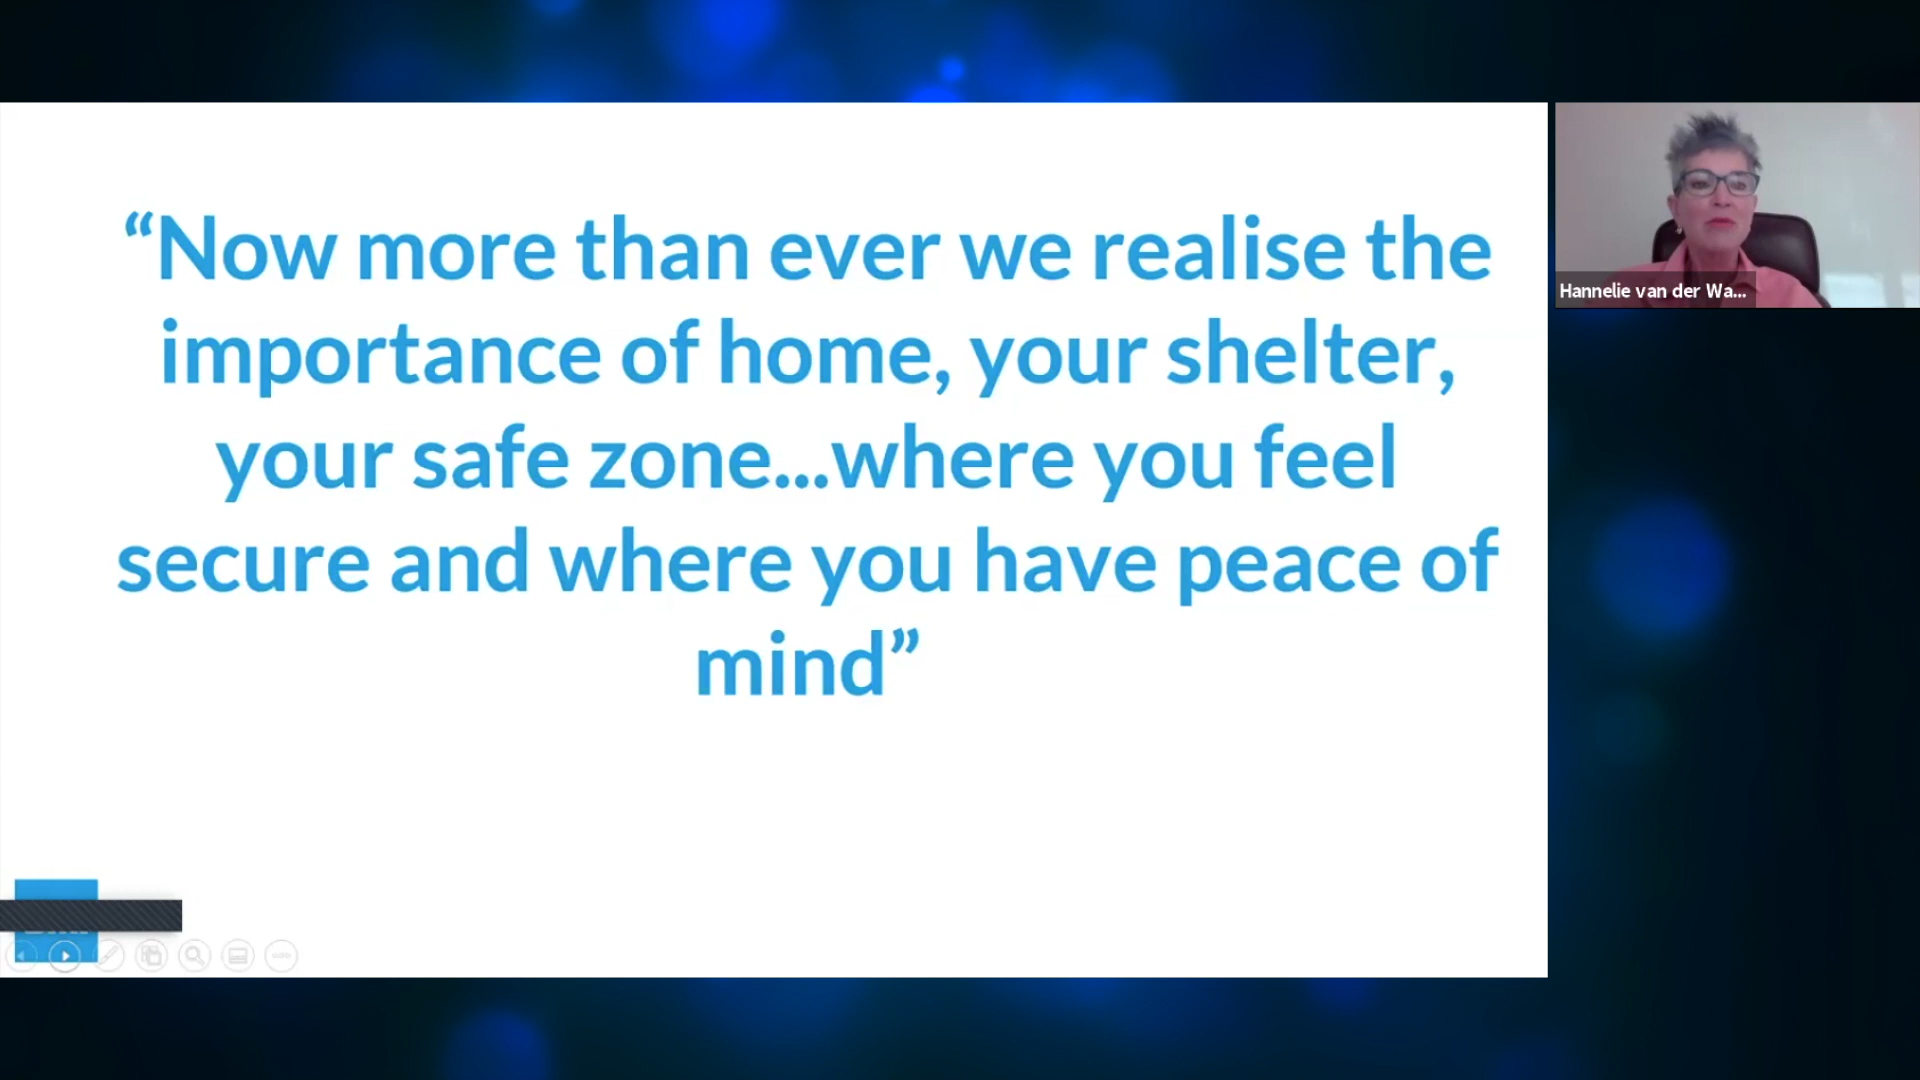 “Now more than ever we realise the
importance of home, your shelter,
your safe zone...where you feel
secure and where you have peace of
mind”
Hannelie van der Wa...